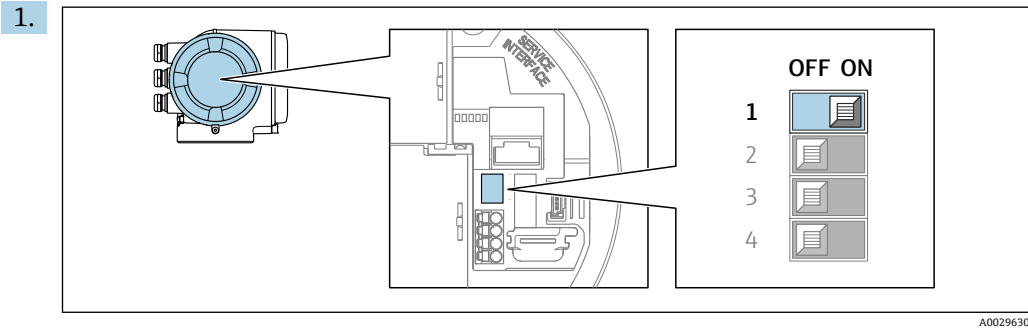 1.
SERVICE
INTERFACE
OFF ON
1
2
3
4
A0029630